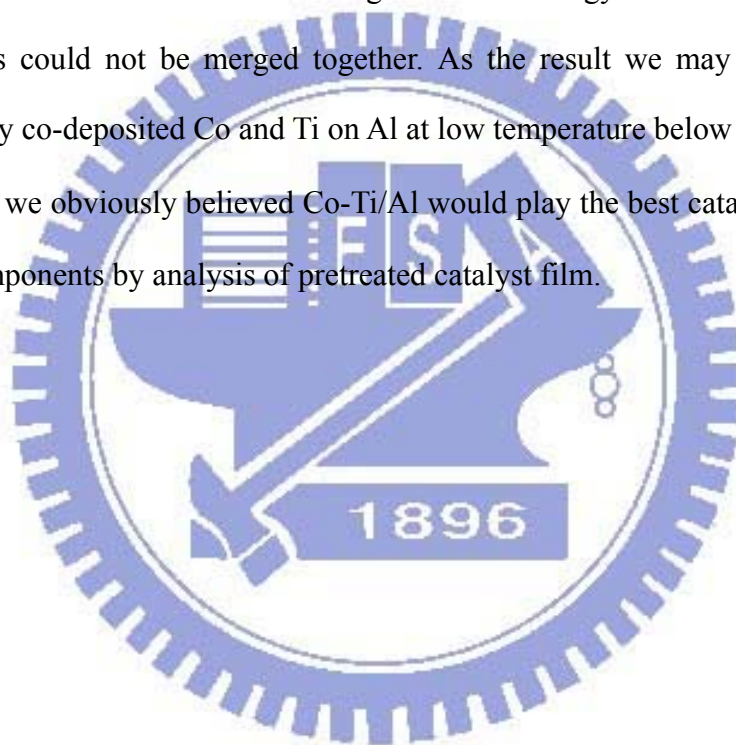 s could not be merged together. As the result we may
y co-deposited Co and Ti on Al at low temperature below
we obviously believed Co-Ti/Al would play the best cata
nponents by analysis of pretreated catalyst film.
E S A
1896